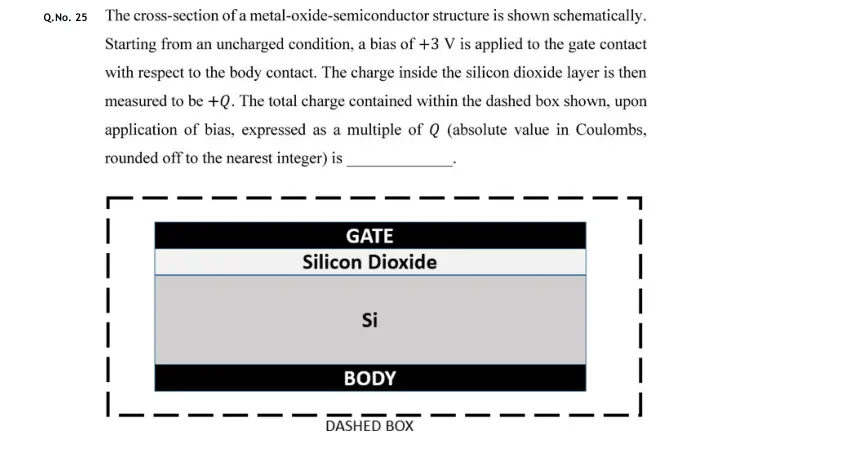 Q.No. 25 The cross-section of a metal-oxide-semiconductor structure is shown schematically.
Starting from an uncharged condition, a bias of +3 V is applied to the gate contact
with respect to the body contact. The charge inside the silicon dioxide layer is then
measured to be +Q. The total charge contained within the dashed box shown, upon
application of bias, expressed as a multiple of Q (absolute value in Coulombs,
rounded off to the nearest integer) is ______________.
GATE
Silicon Dioxide
Si
BODY
DASHED BOX